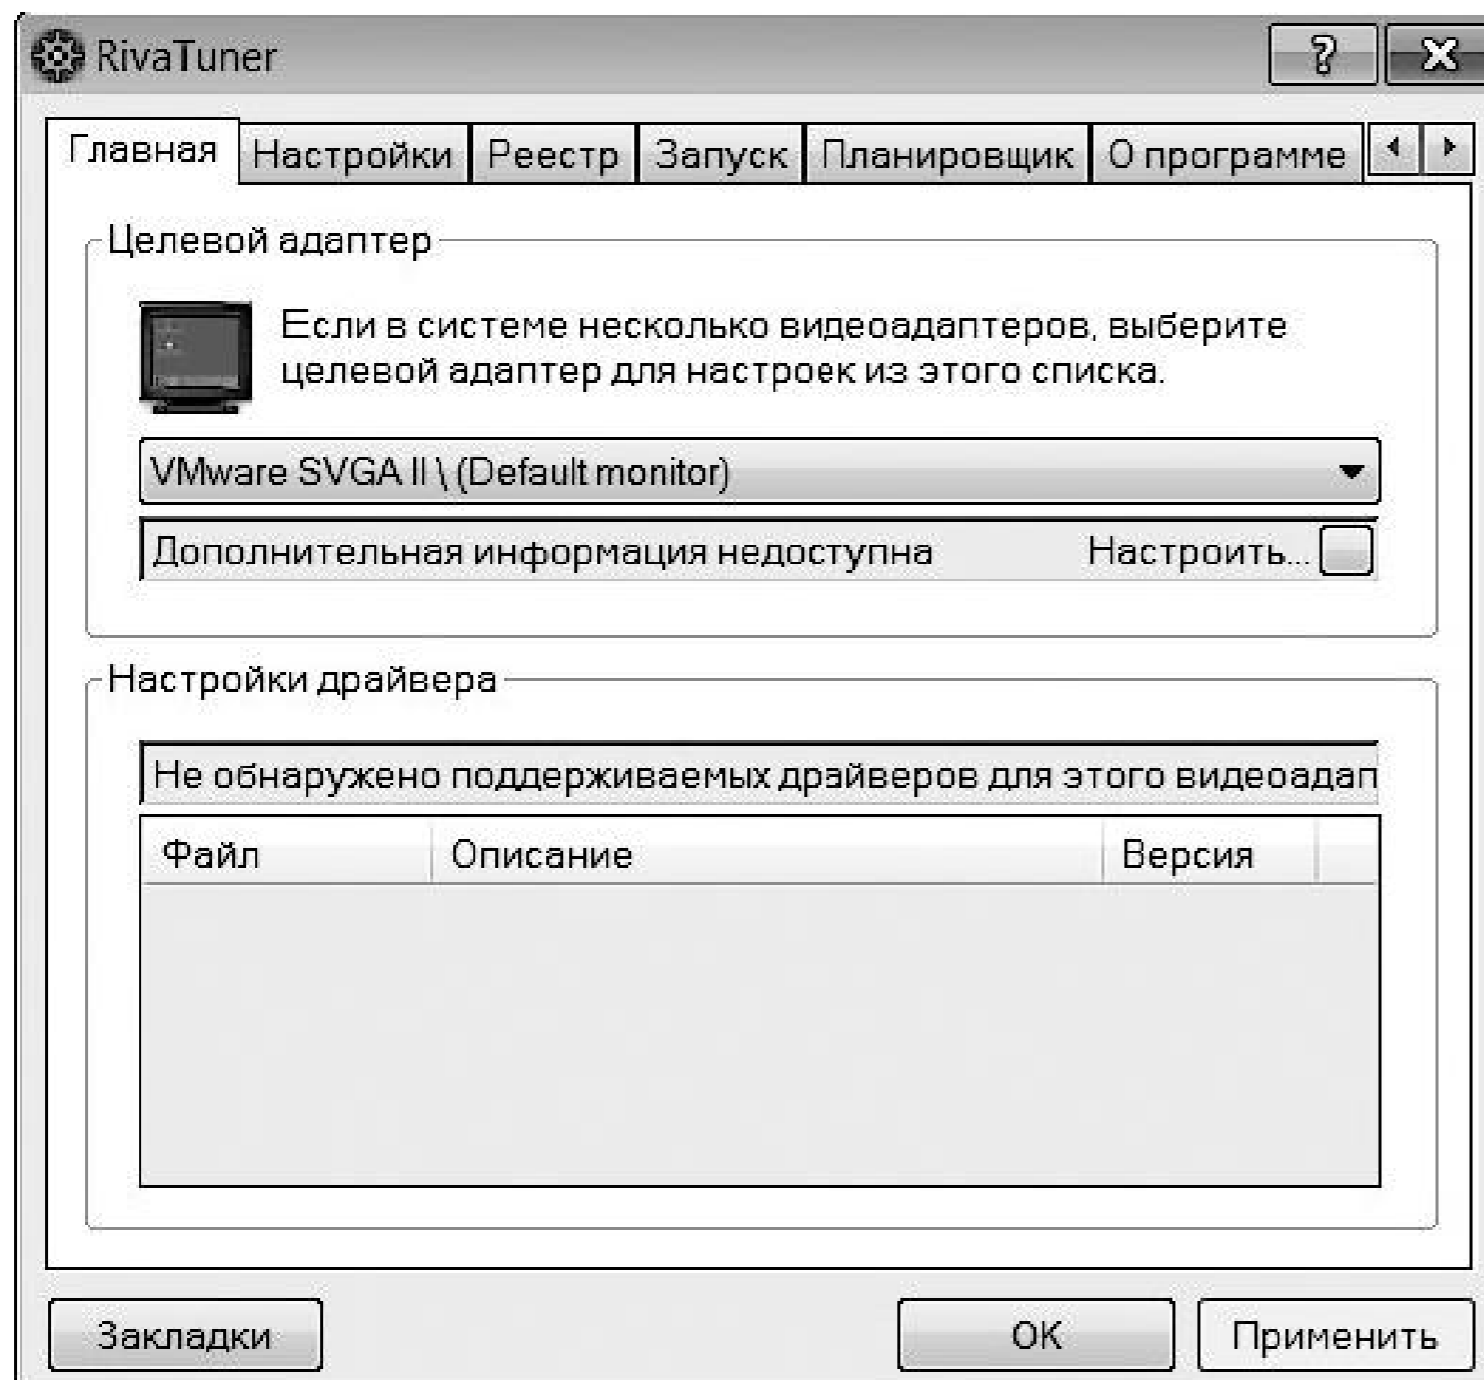 RivaTuner
Главная Настройки Реестр Запуск Планировщик О программе
Целевой адаптер
Если в системе несколько видеоадаптеров, выберите
целевой адаптер для настроек из этого списка.
VMware SVGA II \ (Default monitor)
Дополнительная информация недоступна Настроить...
Настройки драйвера
Не обнаружено поддерживаемых драйверов для этого видеоадап
Файл Описание Версия
Закладки OK Применить